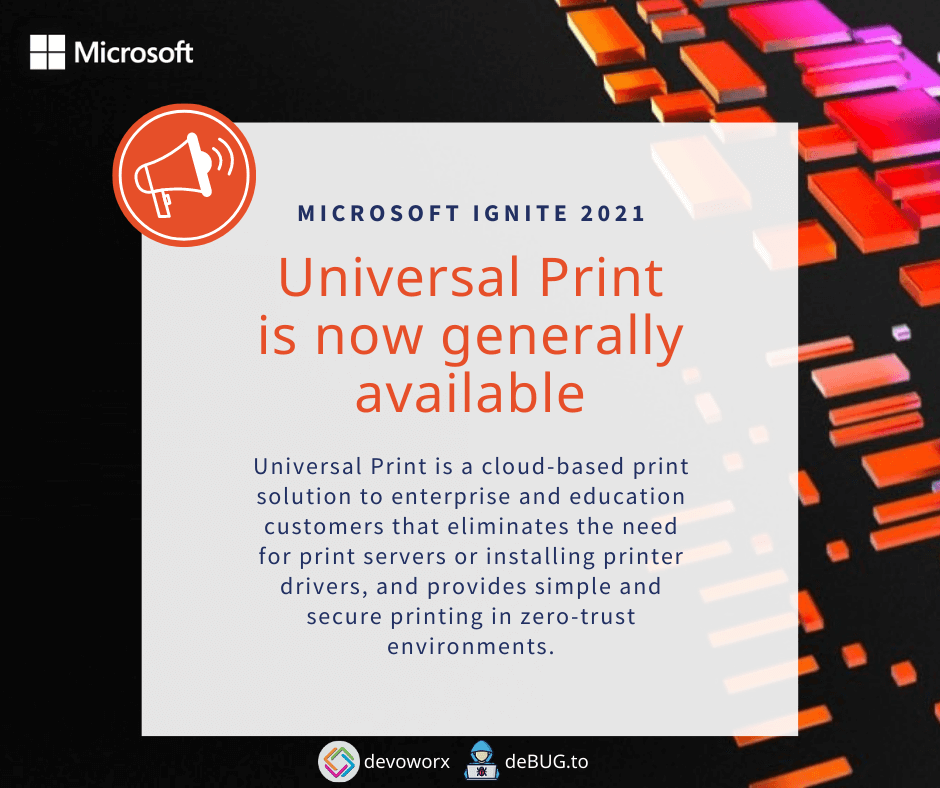 Microsoft
MICROSOFT IGNITE 2021
Universal Print
is now generally
available
Universal Print is a cloud-based print
solution to enterprise and education
customers that eliminates the need
for print servers or installing printer
drivers, and provides simple and
secure printing in zero-trust
environments.
devoworx deBUG.to